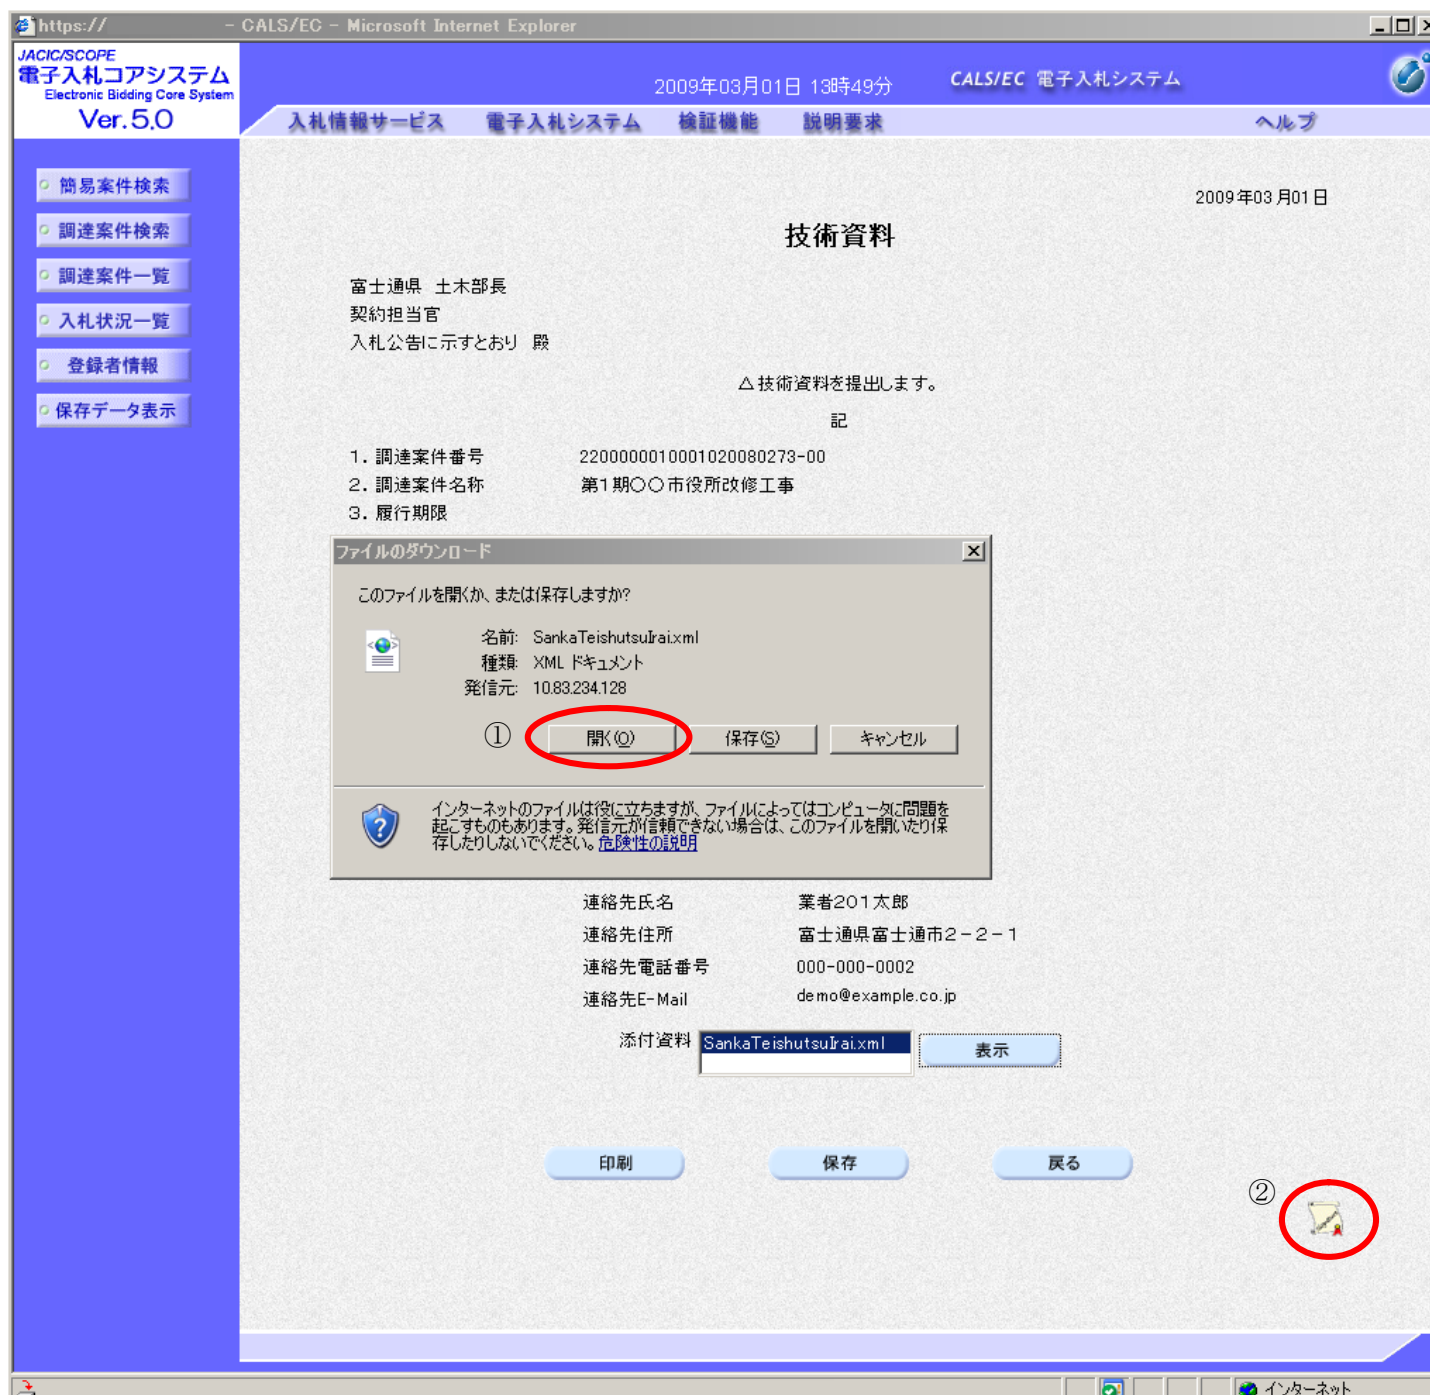 https://　　　　　　- CALS/EC - Microsoft Internet Explorer
JACIC/SCOPE
電子入札コアシステム
Electronic Bidding Core System
Ver.5.0
2009年03月01日 13時49分
CALS/EC 電子入札システム
入札情報サービス　電子入札システム　検証機能　説明要求　ヘルプ
簡易案件検索
調達案件検索
調達案件一覧
入札状況一覧
登録者情報
保存データ表示
2009年03月01日
技術資料
富士通県　土木部長
契約担当官
入札公告に示すとおり　殿
△技術資料を提出します。
記
1．調達案件番号　2200000010001020080273-00
2．調達案件名称　第1期〇〇市役所改修工事
3．履行期限
ファイルのダウンロード
このファイルを開くか、または保存しますか?
名前: SankaTeishutsuIrai.xml
種類: XML ドキュメント
発信元: 10.83.234.128
① 開く(O)　保存(S)　キャンセル
インターネットのファイルは役に立ちますが、ファイルによってはコンピュータに問題を
起こすものもあります。発信元が信頼できない場合は、このファイルを開いたり保
存したりしないでください。危険性の説明
連絡先氏名　業者201太郎
連絡先住所　富士通県富士通市2－2－1
連絡先電話番号　000-000-0002
連絡先E-Mail　demo@example.co.jp
添付資料　SankaTeishutsuIrai.xml　表示
印刷　保存　戻る
②
インターネット